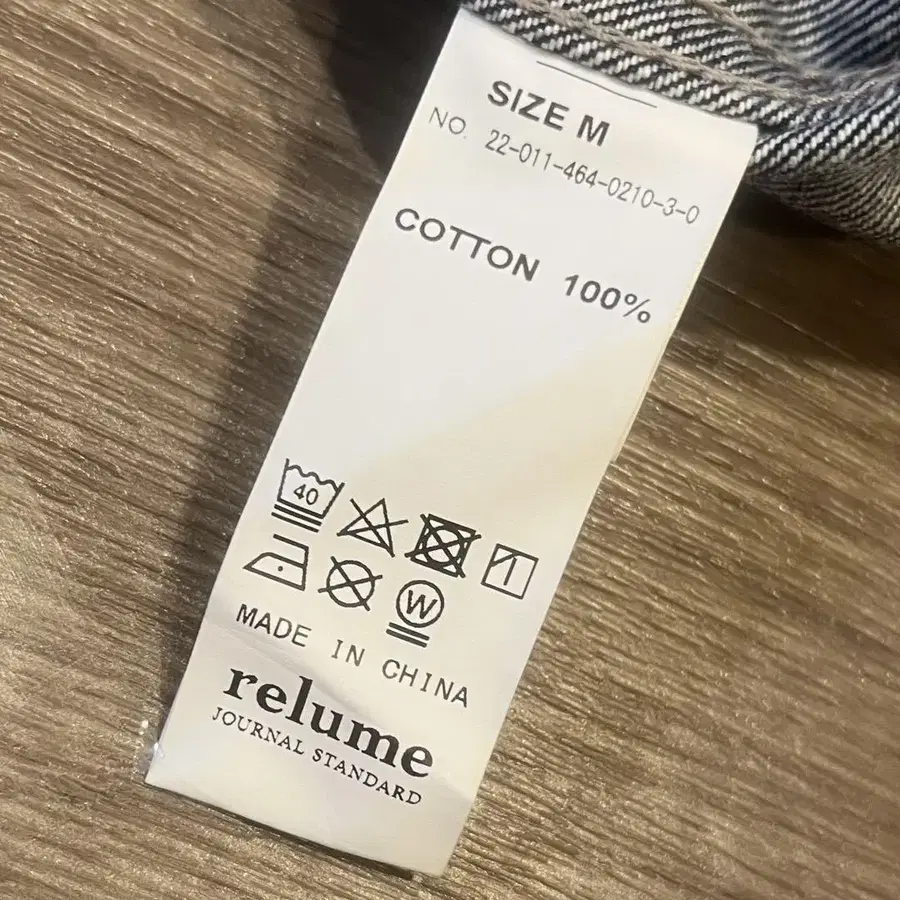 SIZE M
NO. 22-011-464-0210-3-0
COTTON 100%
40
W
MADE IN CHINA
relume
JOURNAL STANDARD